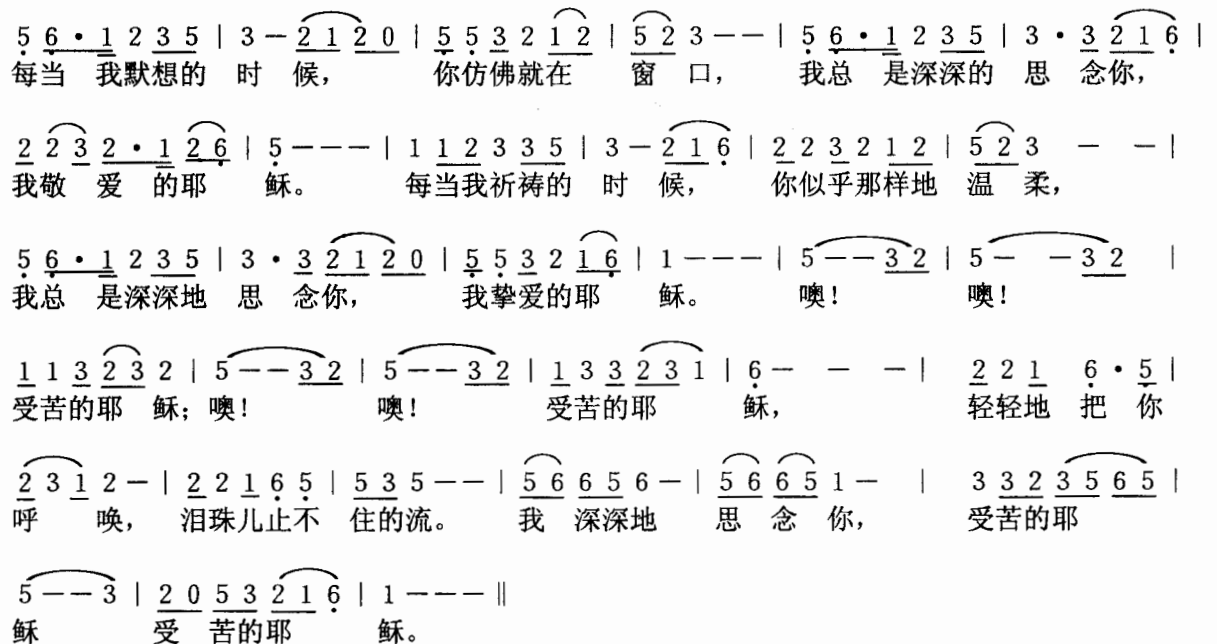 5 6 · 1 2 3 5 | 3 – 2 1 2 0 | 5 5 3 2 1 2 | 5 2 3 – – | 5 6 · 1 2 3 5 | 3 · 3 2 1 6 |
每当 我默想的 时 候， 你仿佛就在 窗 口， 我总 是深深的 思 念你，
2 2 3 2 · 1 2 6 | 5 – – – | 1 1 2 3 3 5 | 3 – 2 1 6 | 2 2 3 2 1 2 | 5 2 3 – – |
我敬 爱 的耶 稣。 每当我祈祷的 时 候， 你似乎那样地 温 柔，
5 6 · 1 2 3 5 | 3 · 3 2 1 2 0 | 5 5 3 2 1 6 | 1 – – – | 5 – – 3 2 | 5 – – 3 2 |
我总 是深深地 思 念你， 我挚爱的耶 稣。 噢！ 噢！
1 1 3 2 3 2 | 5 – – 3 2 | 5 – – 3 2 | 1 3 3 2 3 1 | 6 – – – | 2 2 1 6 · 5 |
受苦的耶 稣；噢！ 噢！ 受苦的耶 稣， 轻轻地 把 你
2 3 1 2 – | 2 2 1 6 5 | 5 3 5 – – | 5 6 6 5 6 – | 5 6 6 5 1 – | 3 3 2 3 5 6 5 |
呼 唤， 泪珠儿止不 住的流。 我 深深地 思 念 你， 受苦的耶
5 – – 3 | 2 0 5 3 2 1 6 | 1 – – – ‖
稣 受 苦的耶 稣。